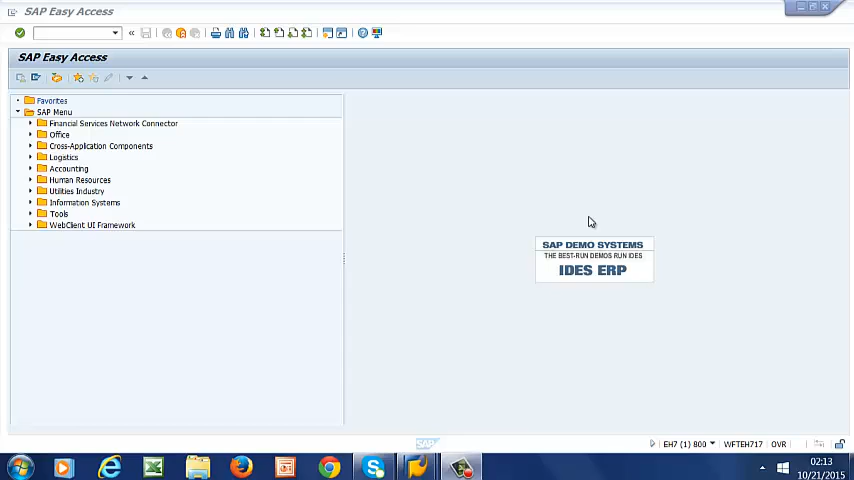 SAP Easy Access
SAP Easy Access
Favorites
SAP Menu
Financial Services Network Connector
Office
Cross-Application Components
Logistics
Accounting
Human Resources
Utilities Industry
Information Systems
Tools
WebClient UI Framework
SAP DEMO SYSTEMS
THE BEST-RUN DEMOS RUN IDES
IDES ERP
SAP
EH7 (1) 800
WFTEH717
OVR
02:13
10/21/2015